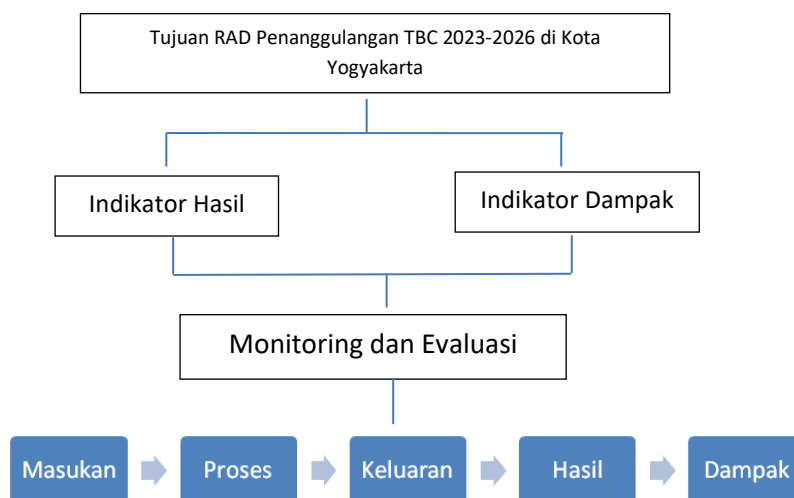 Tujuan RAD Penanggulangan TBC 2023-2026 di Kota
Yogyakarta
Indikator Hasil
Indikator Dampak
Monitoring dan Evaluasi
Masukan
Proses
Keluaran
Hasil
Dampak